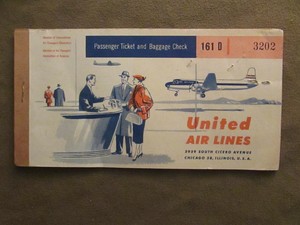 Passenger Ticket and Baggage Check
161 D
3202
United
AIR LINES
5959 SOUTH CICERO AVENUE
CHICAGO 38, ILLINOIS, U.S.A.